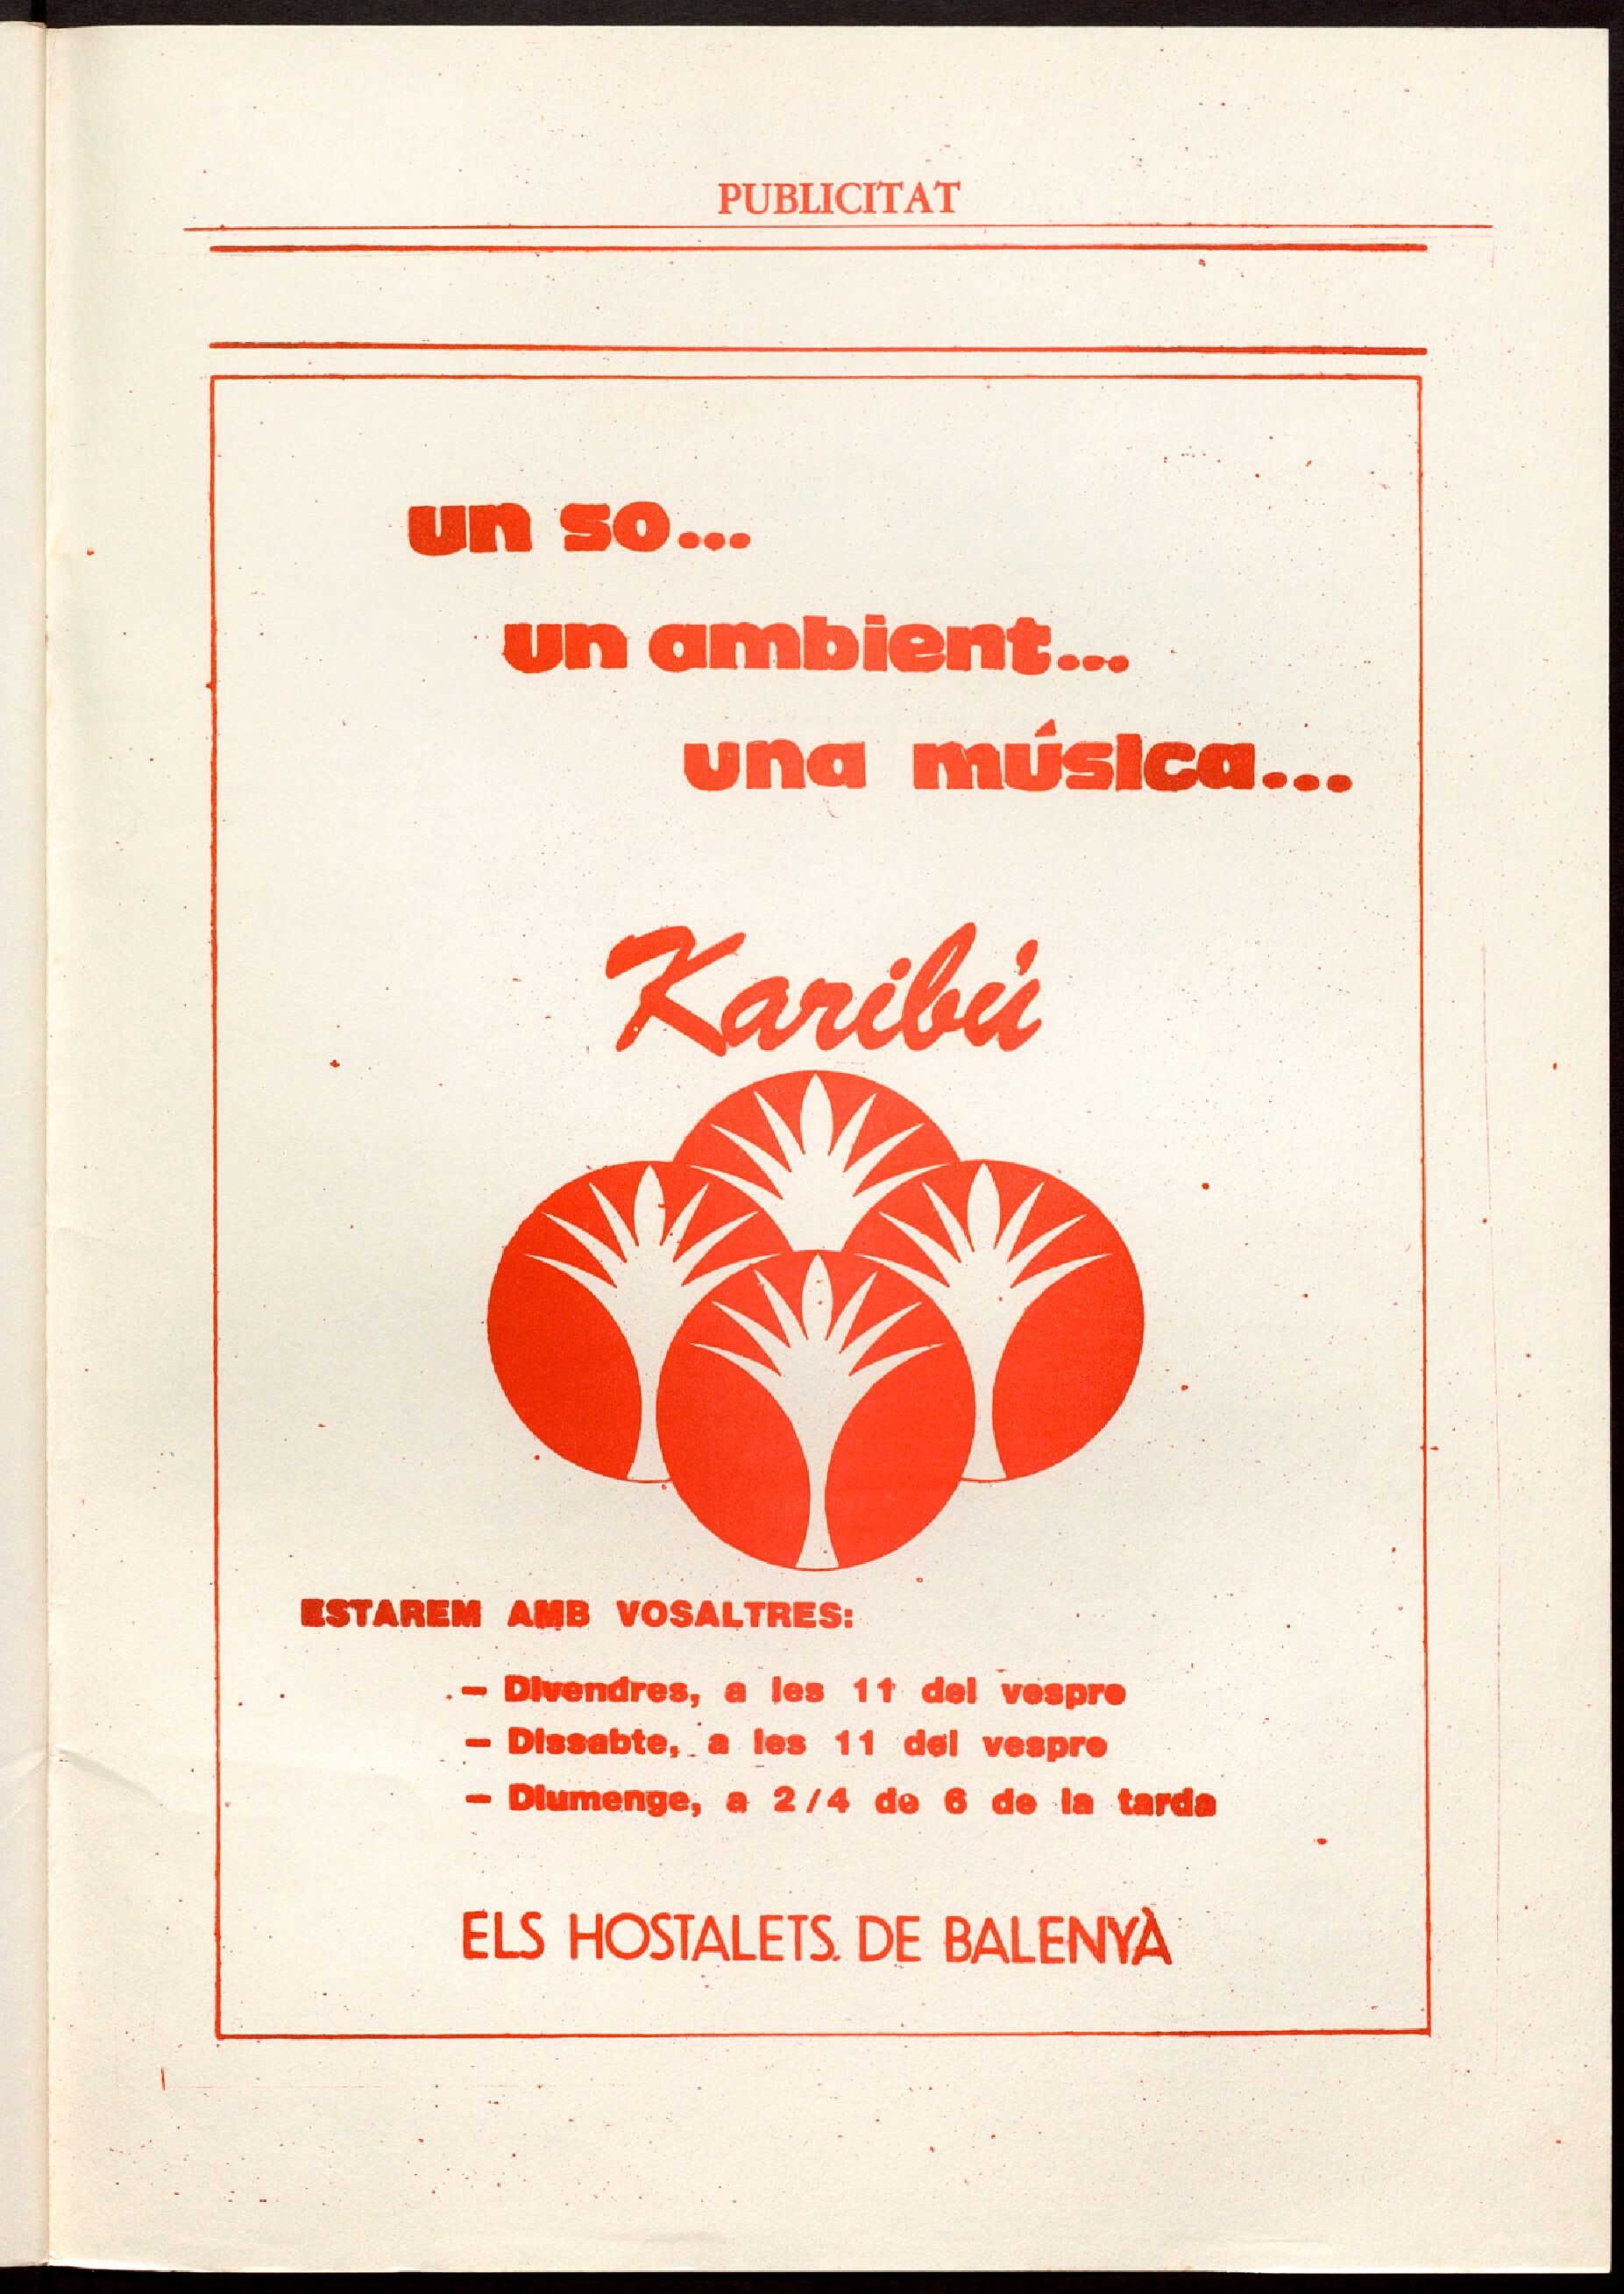 PUBLICITAT
un so...
un ambient...
una música...
Karibú
ESTAREM AMB VOSALTRES:
– Divendres, a les 11 del vespre
– Dissabte, a les 11 del vespre
– Diumenge, a 2/4 de 6 de la tarda
ELS HOSTALETS DE BALENYÀ